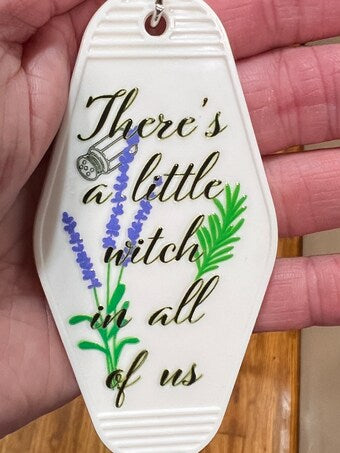 There's
a little
witch
in all
of us